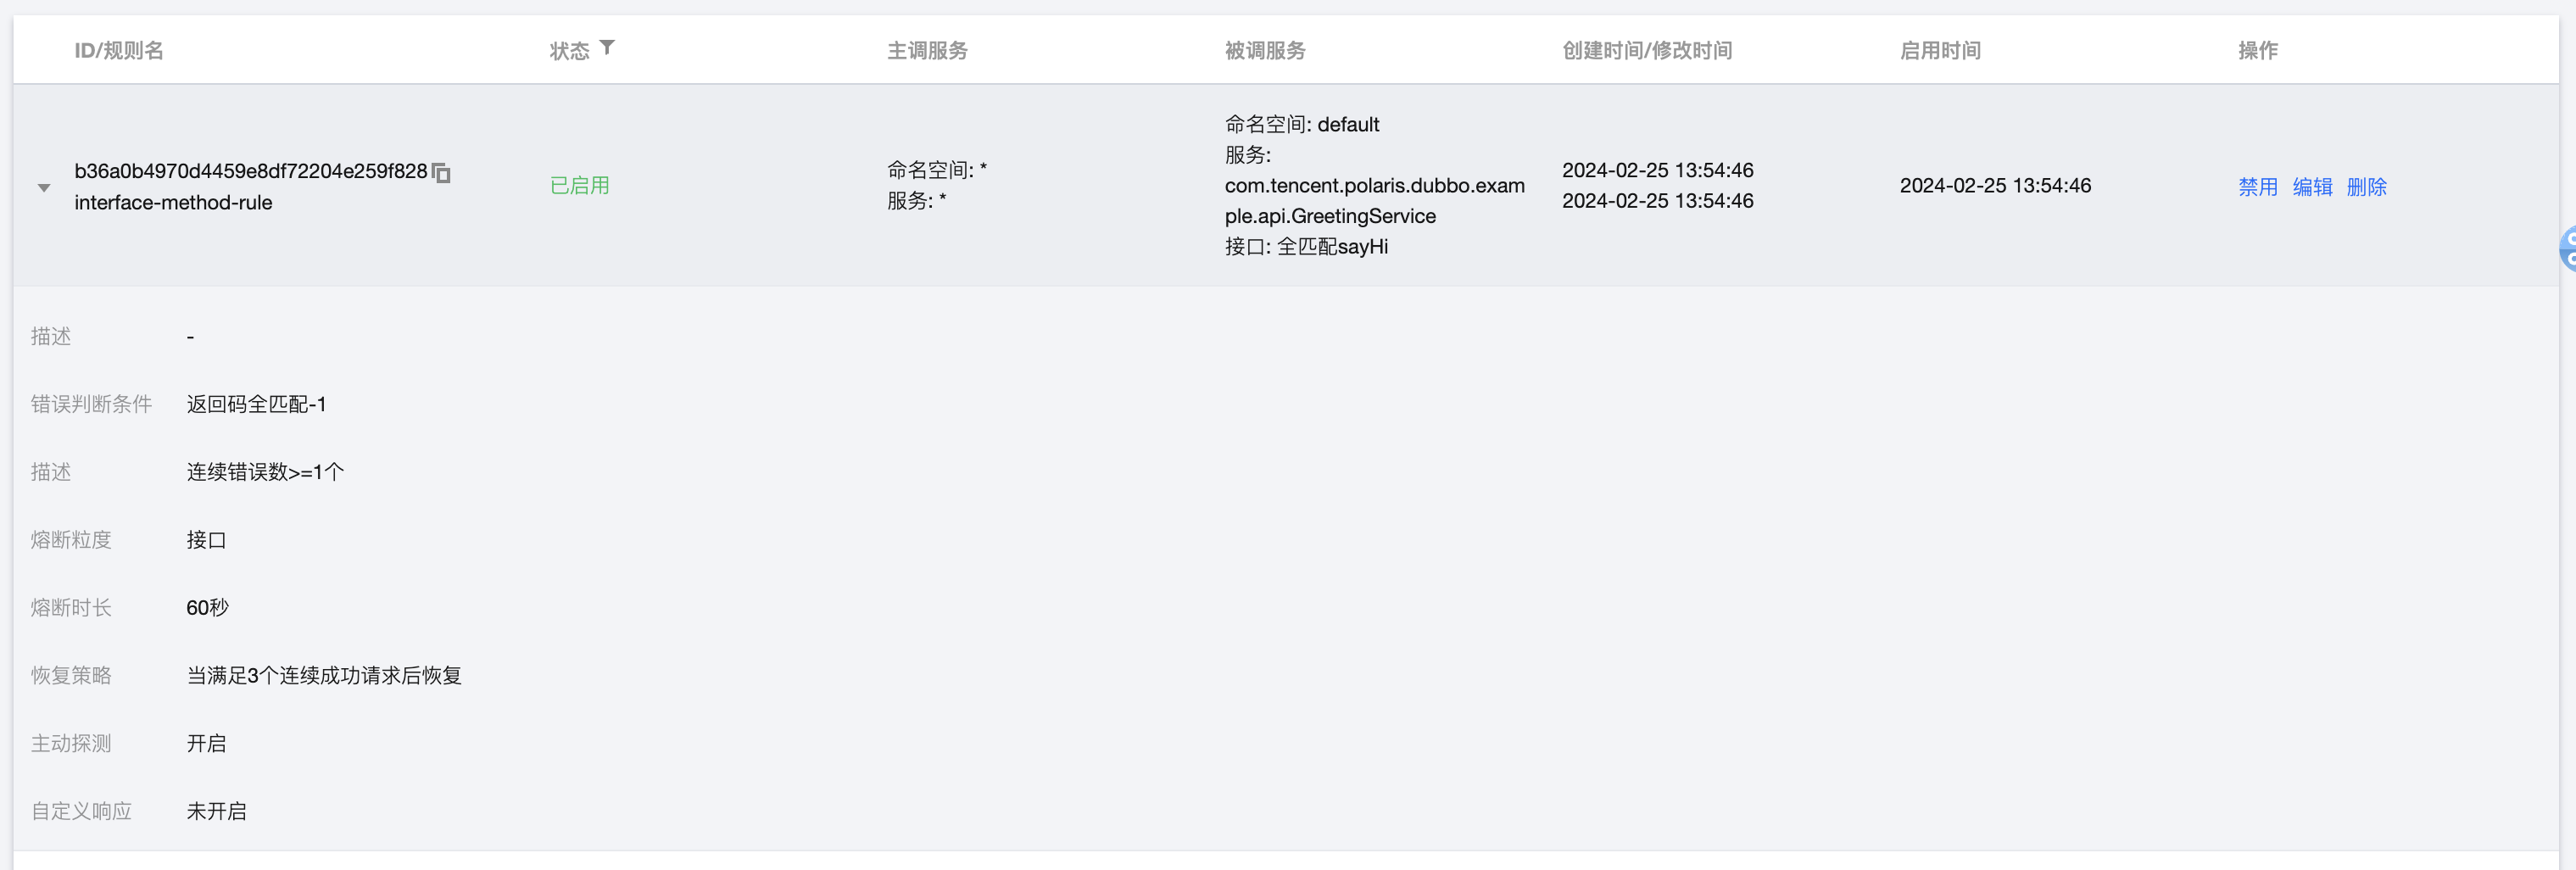 ID/规则名 状态 主调服务 被调服务 创建时间/修改时间 启用时间 操作
b36a0b4970d4459e8df72204e259f828
interface-method-rule
已启用
命名空间: *
服务: *
命名空间: default
服务:
com.tencent.polaris.dubbo.exam
ple.api.GreetingService
接口: 全匹配sayHi
2024-02-25 13:54:46
2024-02-25 13:54:46
2024-02-25 13:54:46
禁用 编辑 删除
描述 -
错误判断条件 返回码全匹配-1
描述 连续错误数>=1个
熔断粒度 接口
熔断时长 60秒
恢复策略 当满足3个连续成功请求后恢复
主动探测 开启
自定义响应 未开启